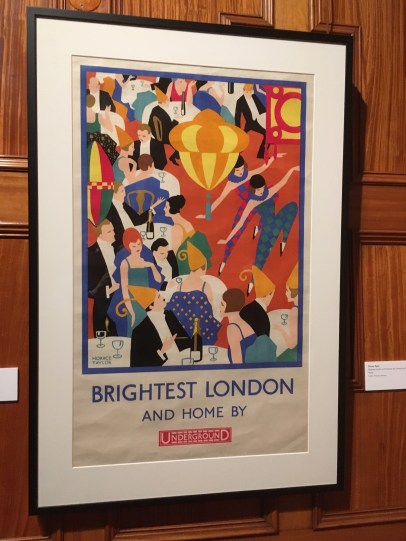 HORACE
TAYLOR
BRIGHTEST LONDON
AND HOME BY
UNDERGROUND